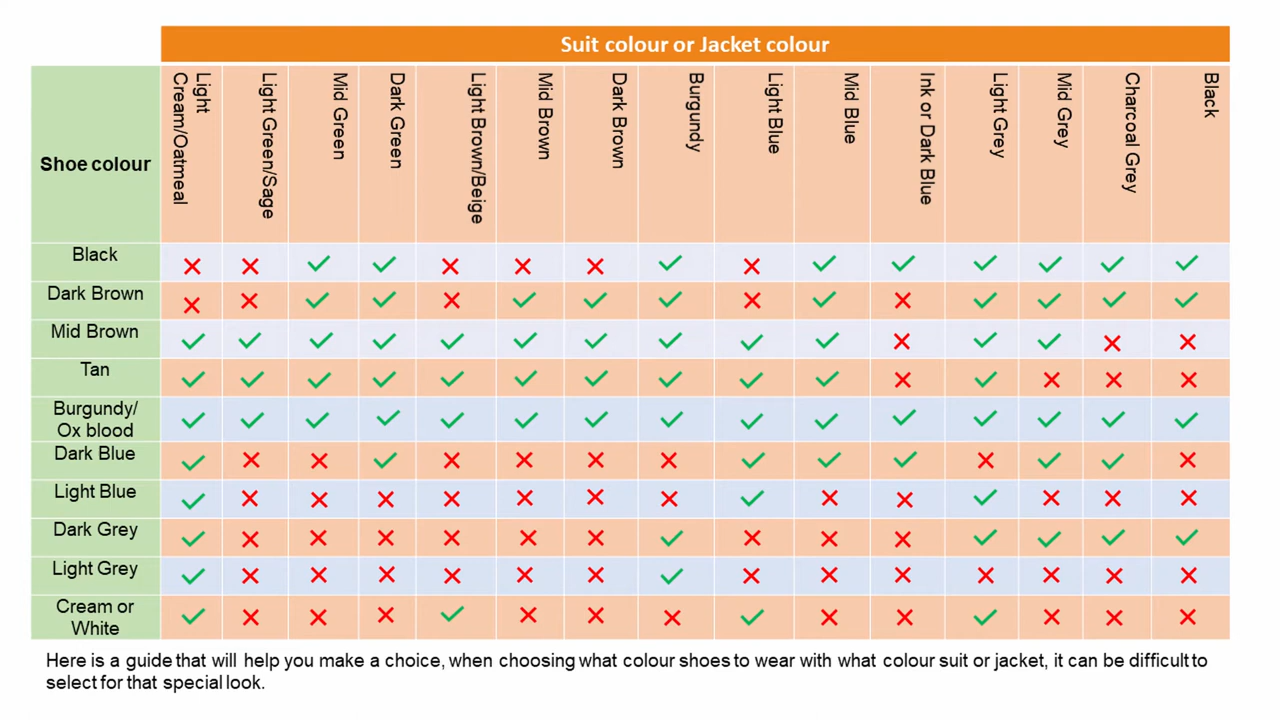 Suit colour or Jacket colour
Shoe colour
Light
Cream/Oatmeal
Light Green/Sage
Mid Green
Dark Green
Light Brown/Beige
Mid Brown
Dark Brown
Burgundy
Light Blue
Mid Blue
Ink or Dark Blue
Light Grey
Mid Grey
Charcoal Grey
Black
Black
Dark Brown
Mid Brown
Tan
Burgundy/
Ox blood
Dark Blue
Light Blue
Dark Grey
Light Grey
Cream or
White
Here is a guide that will help you make a choice, when choosing what colour shoes to wear with what colour suit or jacket, it can be difficult to
select for that special look.